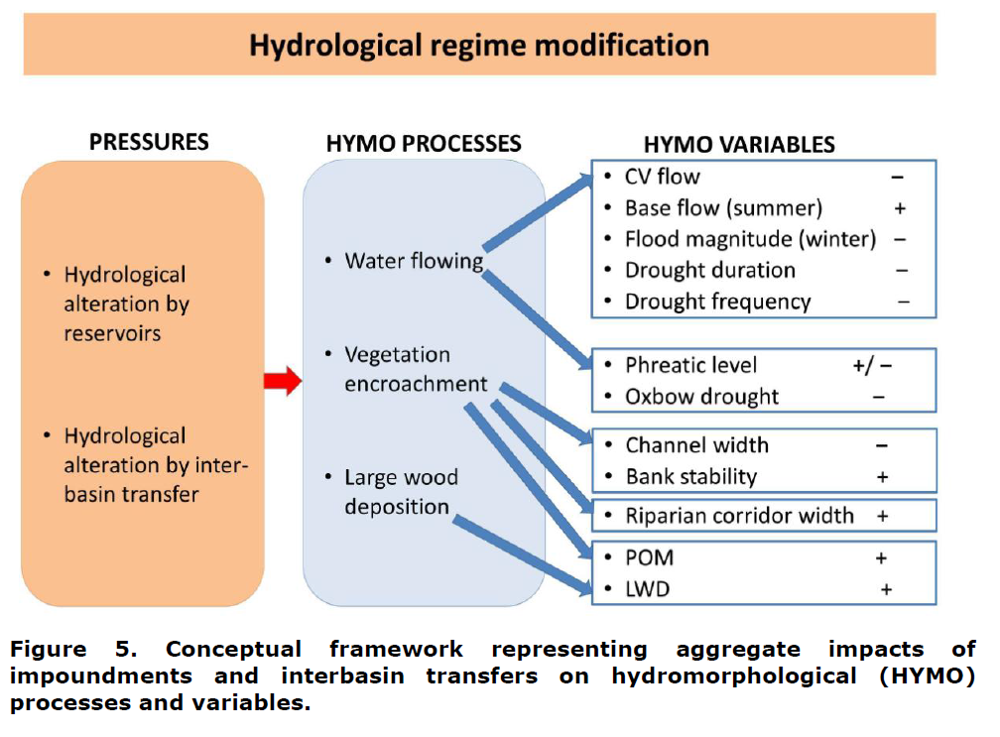 Hydrological regime modification
PRESSURES
• Hydrological
alteration by
reservoirs
• Hydrological
alteration by inter-
basin transfer
HYMO PROCESSES
• Water flowing
• Vegetation
encroachment
• Large wood
deposition
HYMO VARIABLES
• CV flow –
• Base flow (summer) +
• Flood magnitude (winter) –
• Drought duration –
• Drought frequency –
• Phreatic level +/ –
• Oxbow drought –
• Channel width –
• Bank stability +
• Riparian corridor width +
• POM +
• LWD +
Figure 5. Conceptual framework representing aggregate impacts of
impoundments and interbasin transfers on hydromorphological (HYMO)
processes and variables.